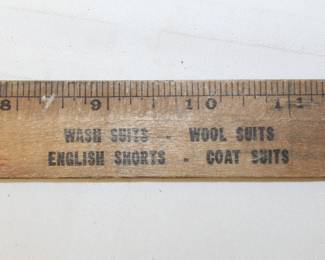 8 9 10 11
WASH SUITS - WOOL SUITS
ENGLISH SHORTS - COAT SUITS